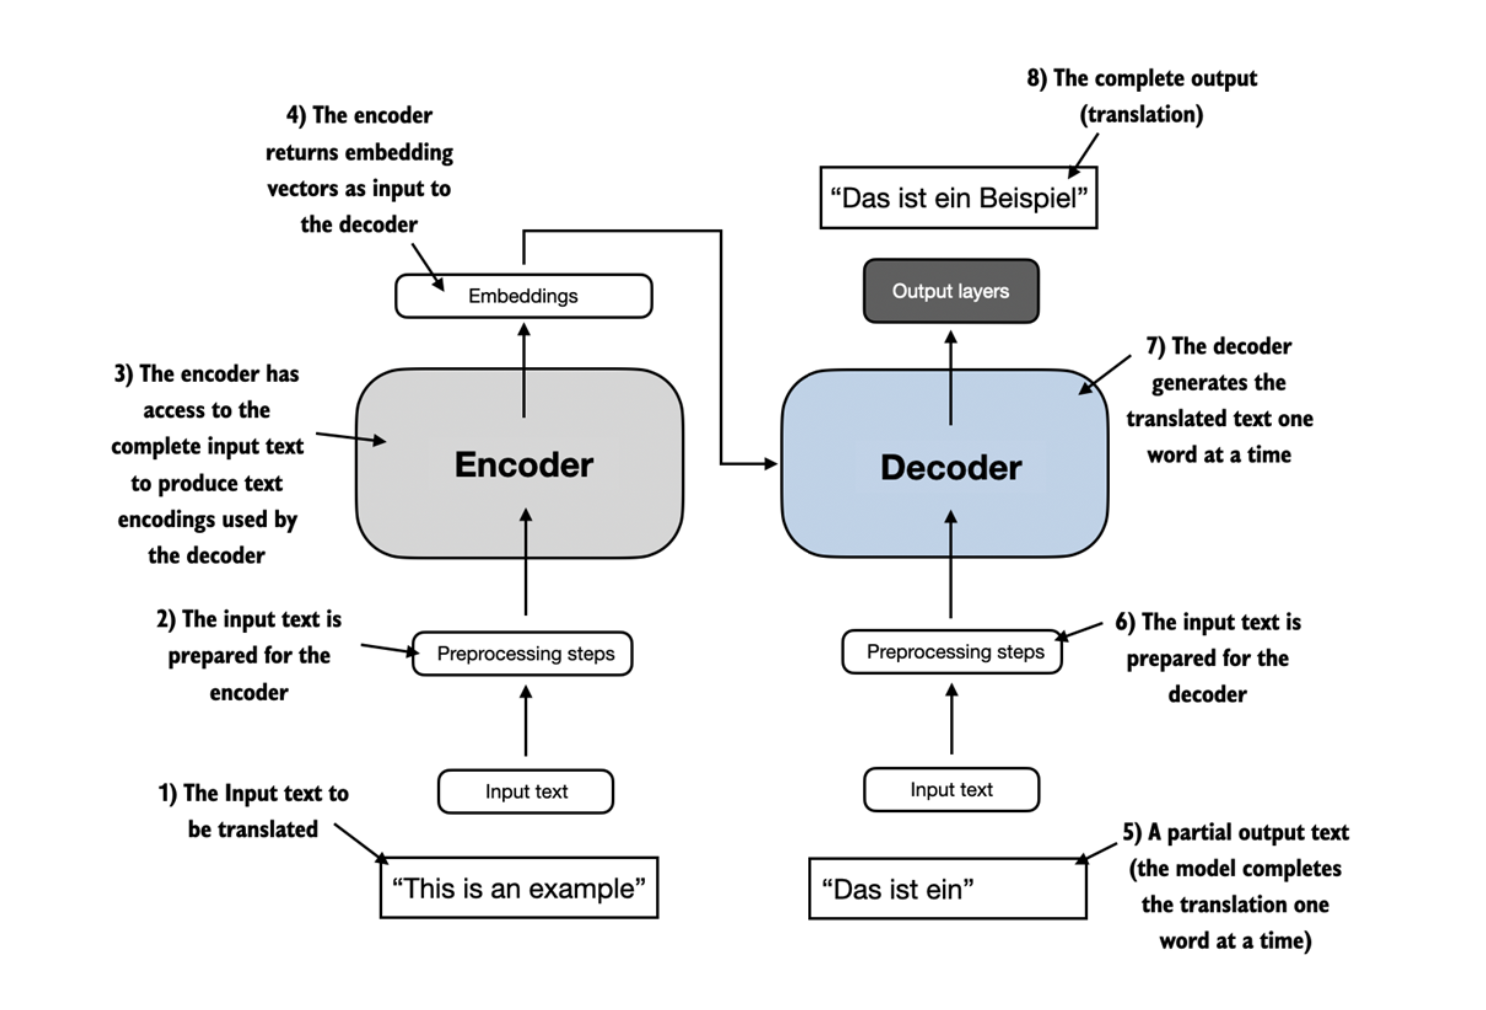 1) The Input text to
be translated
“This is an example”
Input text
2) The input text is
prepared for the
encoder
Preprocessing steps
3) The encoder has
access to the
complete input text
to produce text
encodings used by
the decoder
Encoder
4) The encoder
returns embedding
vectors as input to
the decoder
Embeddings
5) A partial output text
(the model completes
the translation one
word at a time)
“Das ist ein”
Input text
6) The input text is
prepared for the
decoder
Preprocessing steps
7) The decoder
generates the
translated text one
word at a time
Decoder
Output layers
8) The complete output
(translation)
“Das ist ein Beispiel”